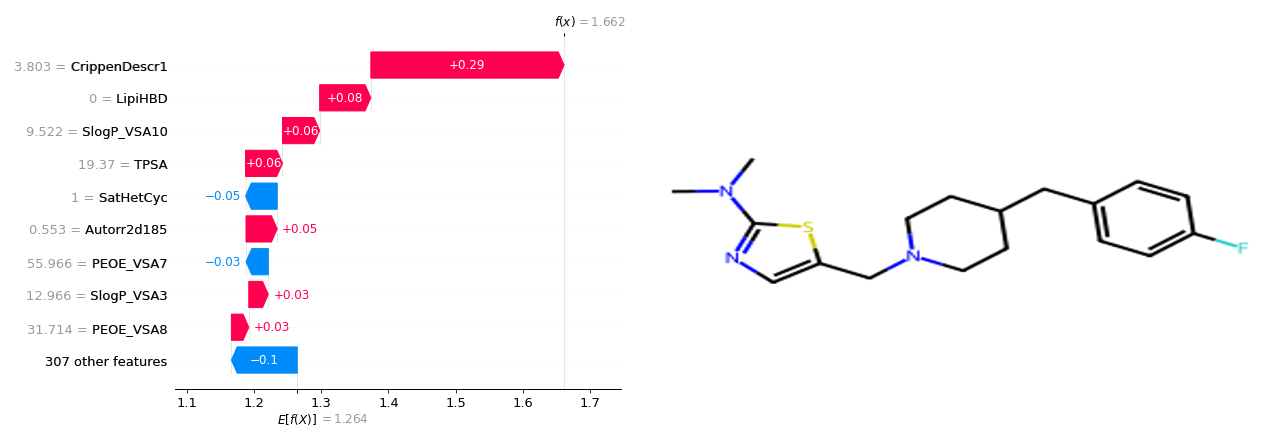 f(x) = 1.662
3.803 = CrippenDescr1
+0.29
0 = LipiHBD
+0.08
9.522 = SlogP_VSA10
+0.06
19.37 = TPSA
+0.06
1 = SatHetCyc
−0.05
0.553 = Autorr2d185
+0.05
55.966 = PEOE_VSA7
−0.03
12.966 = SlogP_VSA3
+0.03
31.714 = PEOE_VSA8
+0.03
307 other features
−0.1
1.1 1.2 1.3 1.4 1.5 1.6 1.7
E[f(X)] = 1.264
N
S
N
N
F